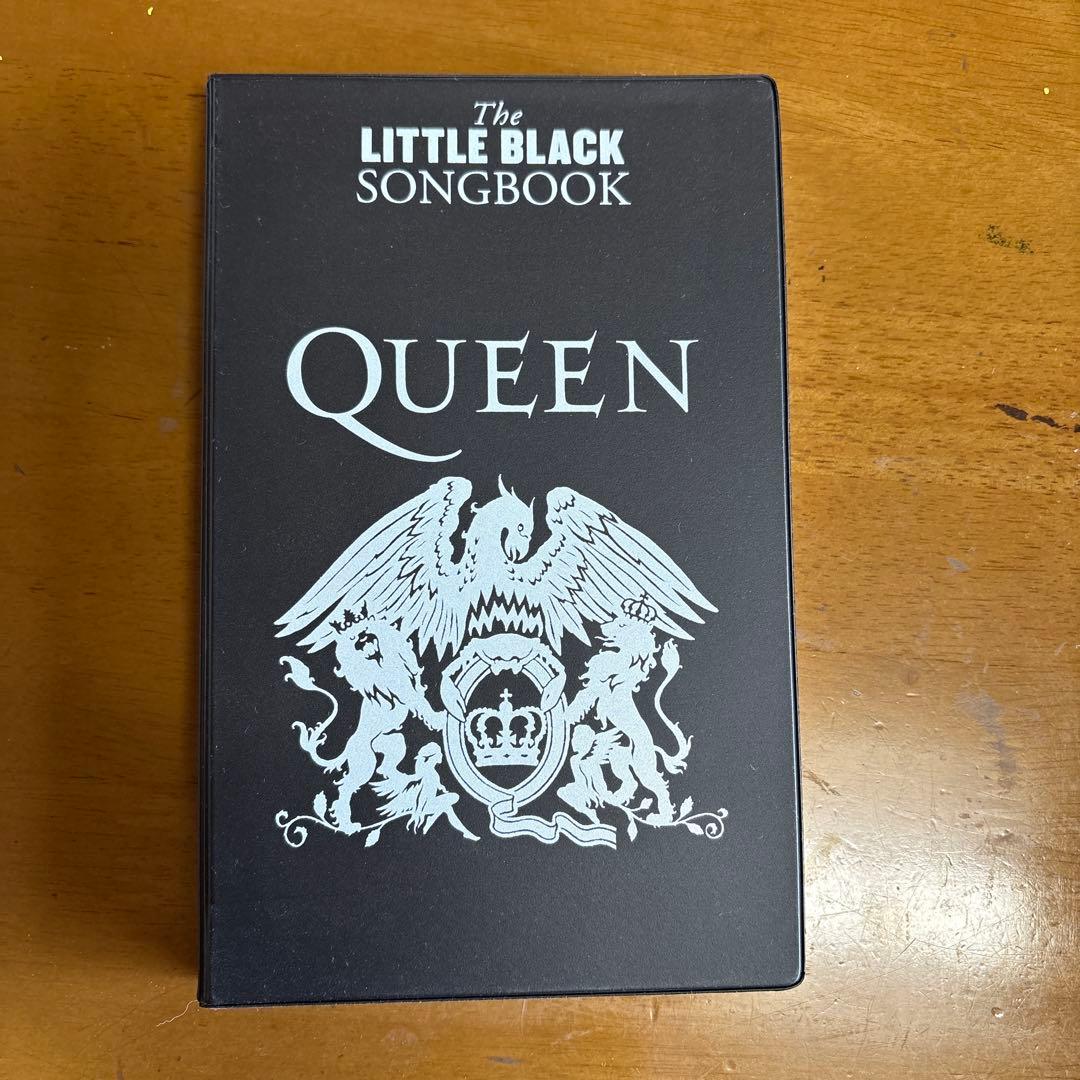 The
LITTLE BLACK
SONGBOOK
QUEEN